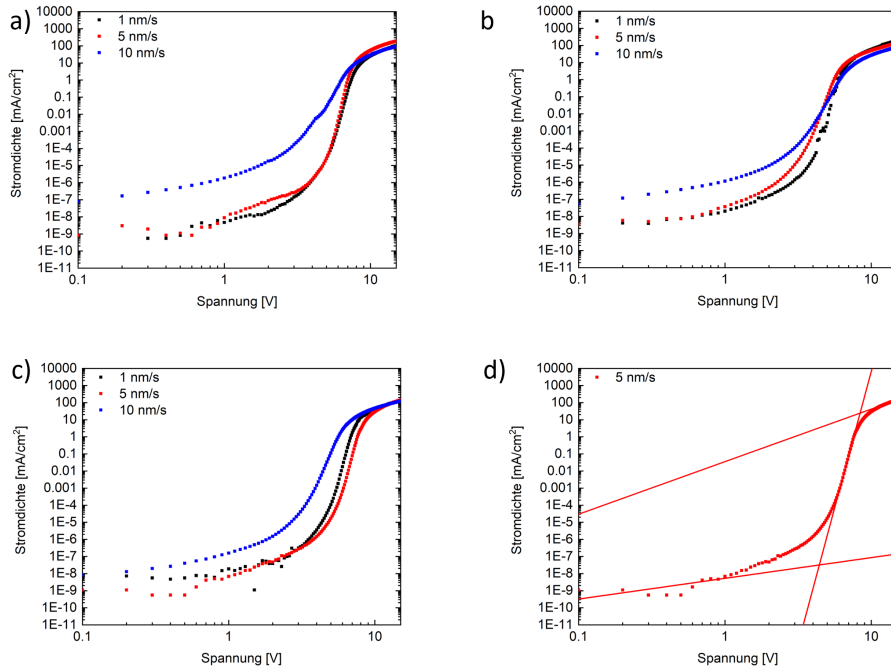 a)
1 nm/s
5 nm/s
10 nm/s
Stromdichte [mA/cm²]
10000
1000
100
10
1
0.1
0.01
0.001
1E-4
1E-5
1E-6
1E-7
1E-8
1E-9
1E-10
1E-11
0.1 1 10
Spannung [V]
b)
1 nm/s
5 nm/s
10 nm/s
Stromdichte [mA/cm²]
10000
1000
100
10
1
0.1
0.01
0.001
1E-4
1E-5
1E-6
1E-7
1E-8
1E-9
1E-10
1E-11
0.1 1 10
Spannung [V]
c)
1 nm/s
5 nm/s
10 nm/s
Stromdichte [mA/cm²]
10000
1000
100
10
1
0.1
0.01
0.001
1E-4
1E-5
1E-6
1E-7
1E-8
1E-9
1E-10
1E-11
0.1 1 10
Spannung [V]
d)
5 nm/s
Stromdichte [mA/cm²]
10000
1000
100
10
1
0.1
0.01
0.001
1E-4
1E-5
1E-6
1E-7
1E-8
1E-9
1E-10
1E-11
0.1 1 10
Spannung [V]